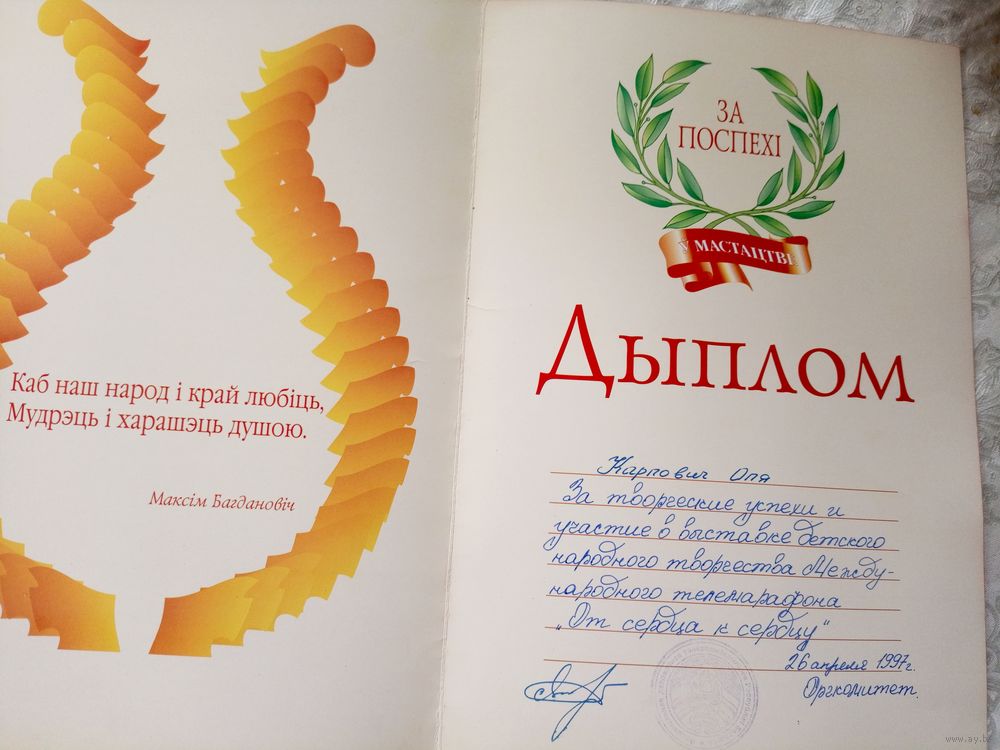 Каб наш народ і край любіць,
Мудрэць і харашэць душою.
Максім Багдановіч
ЗА
ПОСПЕХІ
Ў МАСТАЦТВЕ
ДЫПЛОМ
Карпович Оля
За творческие успехи и
участие в выставке детского
народного творчества Между-
народного телемарафона
„От сердца к сердцу"
26 апреля 1997г.
Оргкомитет.